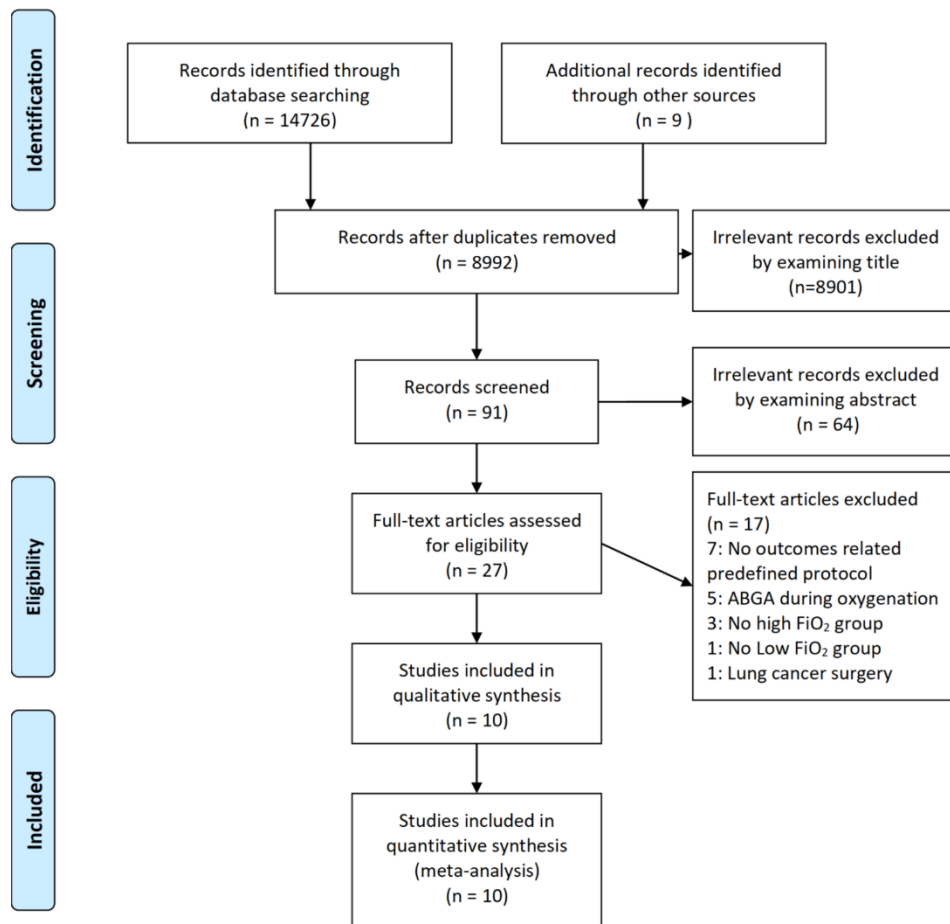 Identification
Records identified through
database searching
(n = 14726)
Additional records identified
through other sources
(n = 9 )
Records after duplicates removed
(n = 8992)
Irrelevant records excluded
by examining title
(n=8901)
Screening
Records screened
(n = 91)
Irrelevant records excluded
by examining abstract
(n = 64)
Eligibility
Full-text articles assessed
for eligibility
(n = 27)
Full-text articles excluded
(n = 17)
7: No outcomes related
predefined protocol
5: ABGA during oxygenation
3: No high FiO₂ group
1: No Low FiO₂ group
1: Lung cancer surgery
Studies included in
qualitative synthesis
(n = 10)
Included
Studies included in
quantitative synthesis
(meta-analysis)
(n = 10)